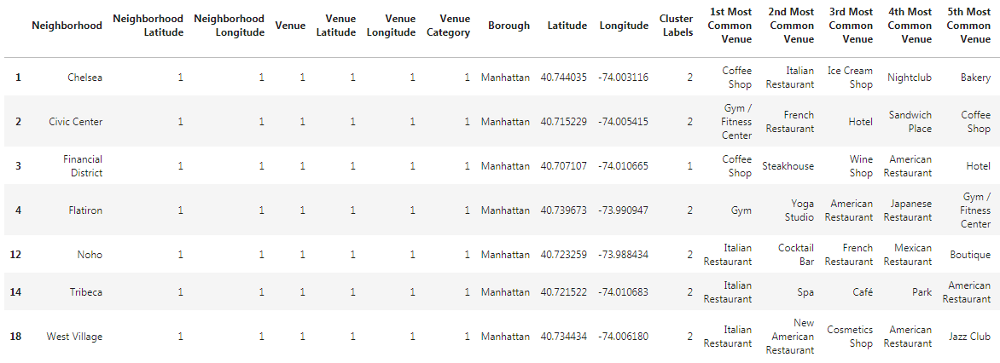 Neighborhood Neighborhood Latitude Neighborhood Longitude Venue Venue Latitude Venue Longitude Venue Category Borough Latitude Longitude Cluster Labels 1st Most Common Venue 2nd Most Common Venue 3rd Most Common Venue 4th Most Common Venue 5th Most Common Venue
1 Chelsea 1 1 1 1 1 1 Manhattan 40.744035 -74.003116 2 Coffee Shop Italian Restaurant Ice Cream Shop Nightclub Bakery
2 Civic Center 1 1 1 1 1 1 Manhattan 40.715229 -74.005415 2 Gym / Fitness Center French Restaurant Hotel Sandwich Place Coffee Shop
3 Financial District 1 1 1 1 1 1 Manhattan 40.707107 -74.010665 1 Coffee Shop Steakhouse Wine Shop American Restaurant Hotel
4 Flatiron 1 1 1 1 1 1 Manhattan 40.739673 -73.990947 2 Gym Yoga Studio American Restaurant Japanese Restaurant Gym / Fitness Center
12 Noho 1 1 1 1 1 1 Manhattan 40.723259 -73.988434 2 Italian Restaurant Cocktail Bar French Restaurant Mexican Restaurant Boutique
14 Tribeca 1 1 1 1 1 1 Manhattan 40.721522 -74.010683 2 Italian Restaurant Spa Café Park American Restaurant
18 West Village 1 1 1 1 1 1 Manhattan 40.734434 -74.006180 2 Italian Restaurant New American Restaurant Cosmetics Shop American Restaurant Jazz Club